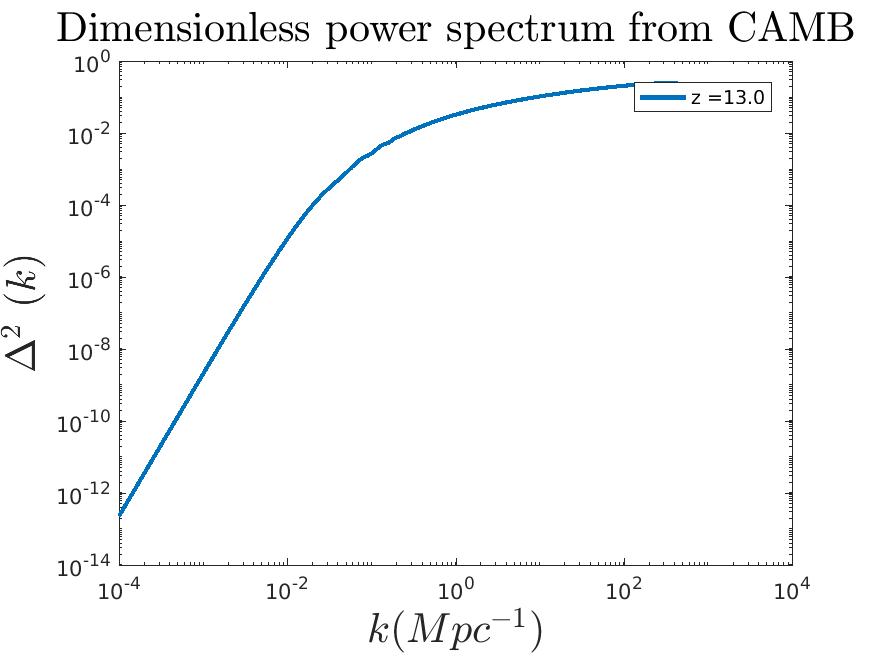 Dimensionless power spectrum from CAMB
10^0
10^-2
10^-4
10^-6
10^-8
10^-10
10^-12
10^-14
Δ^2 (k)
z =13.0
10^-4 10^-2 10^0 10^2 10^4
k(Mpc^−1)